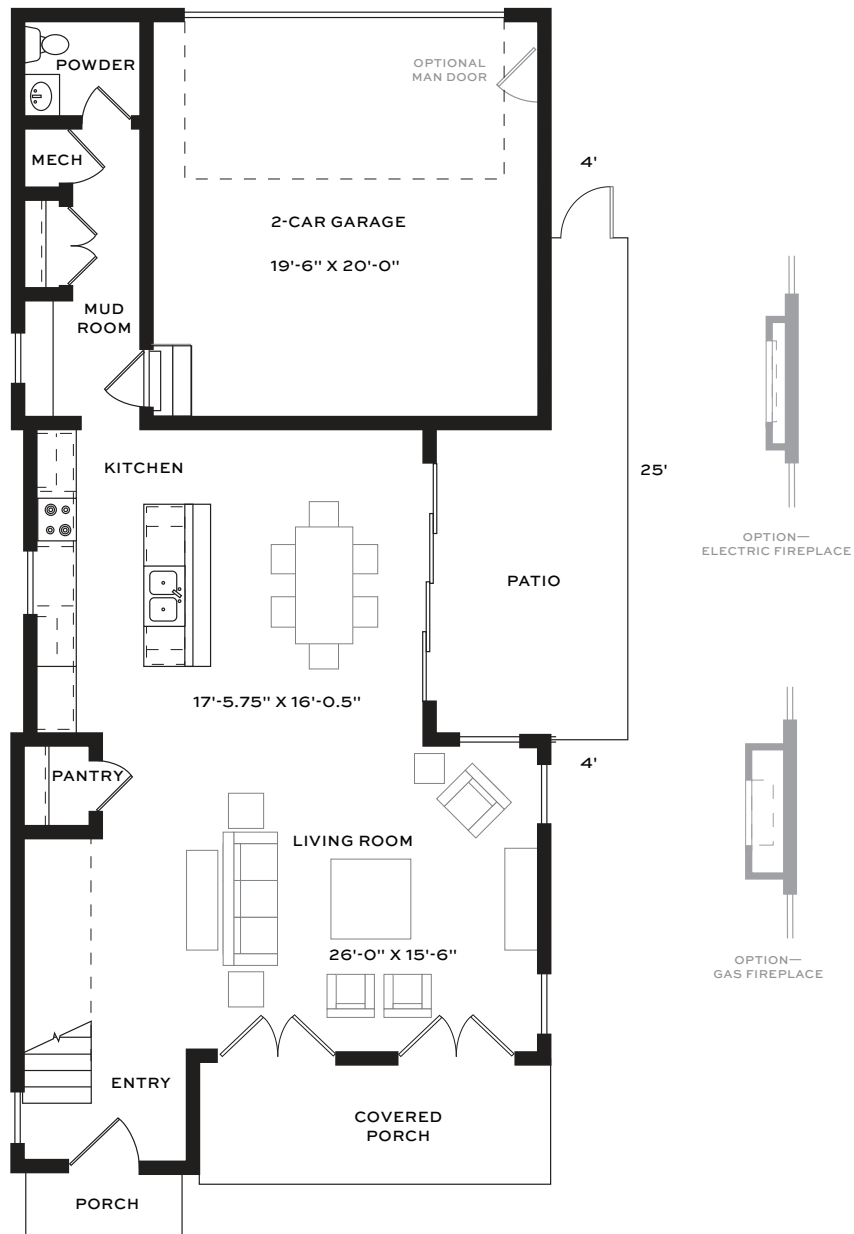 POWDER
OPTIONAL
MAN DOOR
MECH
4'
2-CAR GARAGE
19'-6" X 20'-0"
MUD
ROOM
KITCHEN
25'
OPTION—
ELECTRIC FIREPLACE
PATIO
17'-5.75" X 16'-0.5"
4'
PANTRY
LIVING ROOM
26'-0" X 15'-6"
OPTION—
GAS FIREPLACE
ENTRY
COVERED
PORCH
PORCH